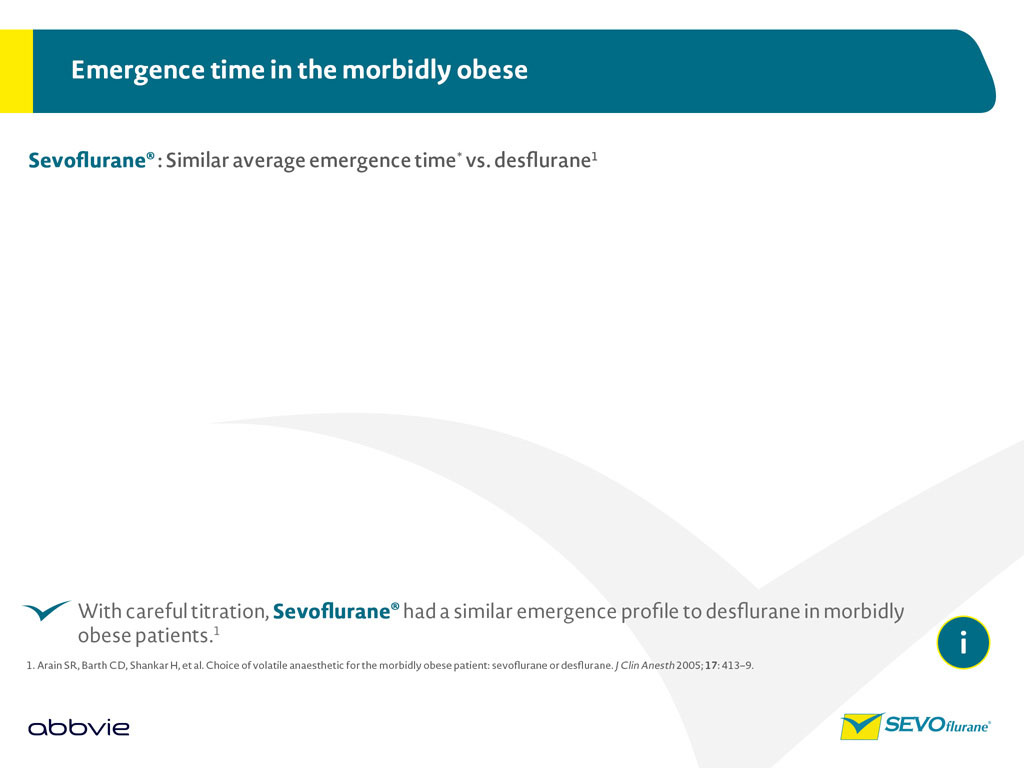 Emergence time in the morbidly obese
Sevoflurane® : Similar average emergence time* vs. desflurane¹
With careful titration, Sevoflurane® had a similar emergence profile to desflurane in morbidly
obese patients.¹
i
1. Arain SR, Barth CD, Shankar H, et al. Choice of volatile anaesthetic for the morbidly obese patient: sevoflurane or desflurane. J Clin Anesth 2005; 17: 413–9.
abbvie
SEVOflurane®